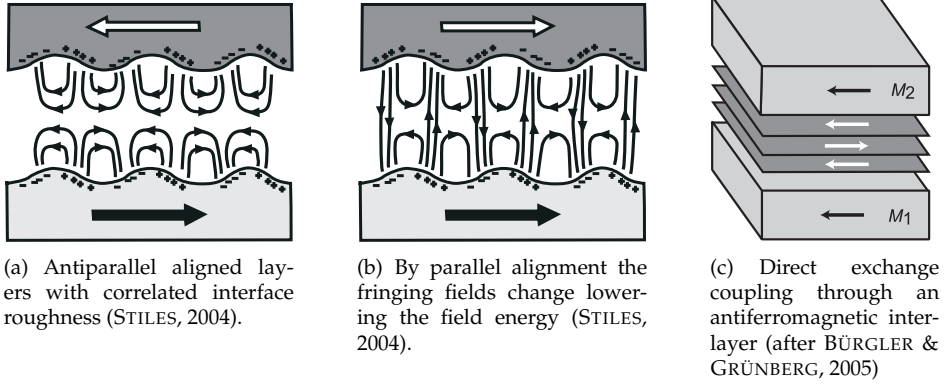 M2
M1
(a) Antiparallel aligned lay-
ers with correlated interface
roughness (STILES, 2004).
(b) By parallel alignment the
fringing fields change lower-
ing the field energy (STILES,
2004).
(c) Direct exchange
coupling through an
antiferromagnetic inter-
layer (after BÜRGLER &
GRÜNBERG, 2005)